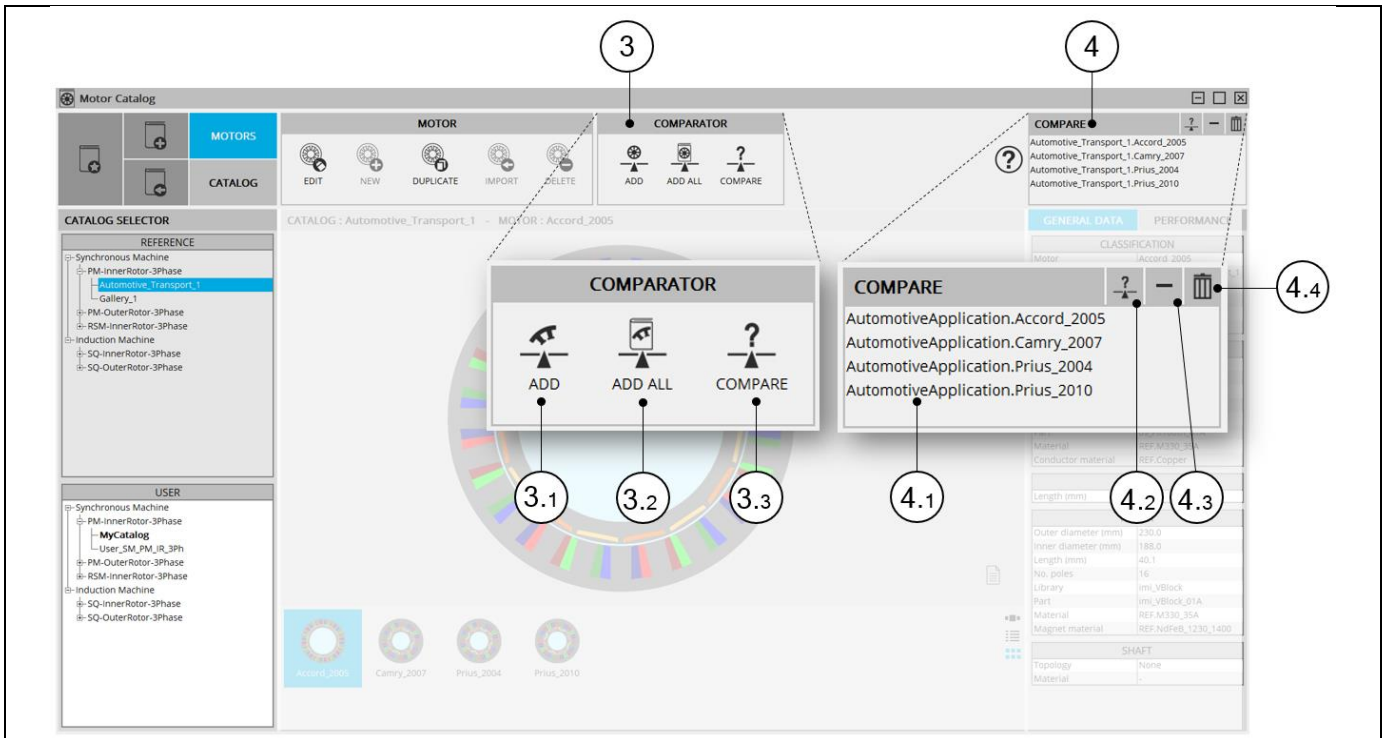 3
4
Motor Catalog
MOTORS
CATALOG
MOTOR
EDIT
NEW
DUPLICATE
IMPORT
DELETE
COMPARATOR
ADD
ADD ALL
COMPARE
?
COMPARE
Automotive_Transport_1.Accord_2005
Automotive_Transport_1.Camry_2007
Automotive_Transport_1.Prius_2004
Automotive_Transport_1.Prius_2010
CATALOG SELECTOR
REFERENCE
Synchronous Machine
PM-InnerRotor-3Phase
Automotive_Transport_1
Gallery_1
PM-OuterRotor-3Phase
RSM-InnerRotor-3Phase
Induction Machine
SQ-InnerRotor-3Phase
SQ-OuterRotor-3Phase
USER
Synchronous Machine
PM-InnerRotor-3Phase
MyCatalog
User_SM_PM_IR_3Ph
PM-OuterRotor-3Phase
RSM-InnerRotor-3Phase
Induction Machine
SQ-InnerRotor-3Phase
SQ-OuterRotor-3Phase
CATALOG : Automotive_Transport_1 - MOTOR : Accord_2005
COMPARATOR
ADD
ADD ALL
COMPARE
3.1
3.2
3.3
COMPARE
AutomotiveApplication.Accord_2005
AutomotiveApplication.Camry_2007
AutomotiveApplication.Prius_2004
AutomotiveApplication.Prius_2010
4.1
4.2
4.3
4.4
Accord_2005
Camry_2007
Prius_2004
Prius_2010
GENERAL DATA
PERFORMANCE
CLASSIFICATION
Motor Accord_2005
Part
Material REF.M330_35A
Conductor material REF.Copper
Length (mm)
Outer diameter (mm) 230.0
Inner diameter (mm) 188.0
Length (mm) 40.1
No. poles 16
Library imi_VBlock
Part imi_VBlock_01A
Material REF.M330_35A
Magnet material REF.NdFeB_1230_1400
SHAFT
Topology None
Material -